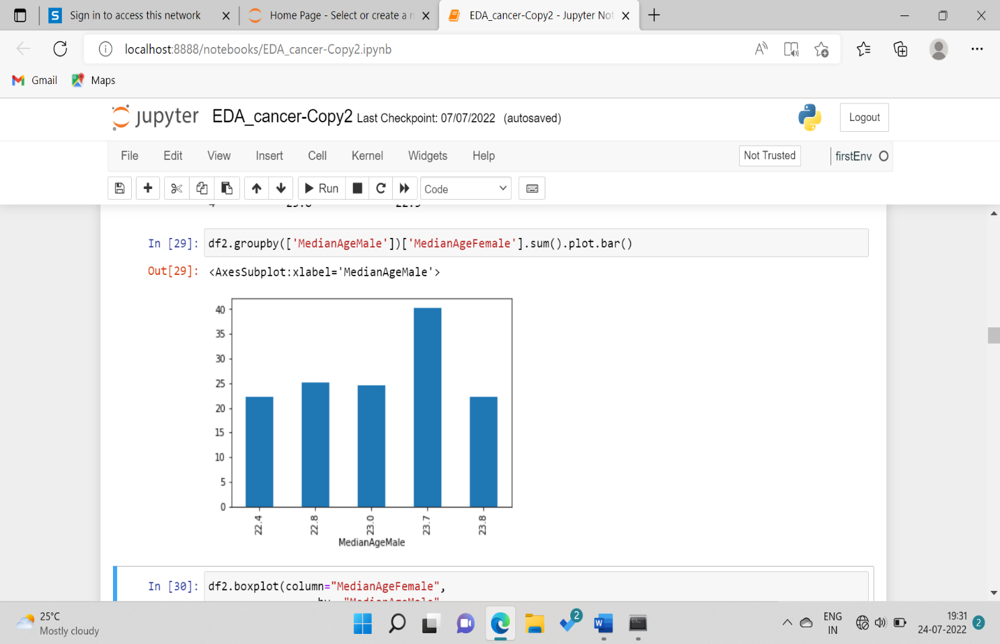 Sign in to access this network
Home Page - Select or create a n
EDA_cancer-Copy2 - Jupyter Not
localhost:8888/notebooks/EDA_cancer-Copy2.ipynb
Gmail Maps
jupyter EDA_cancer-Copy2 Last Checkpoint: 07/07/2022 (autosaved)
Logout
File Edit View Insert Cell Kernel Widgets Help
Not Trusted
firstEnv
Run
Code
In [29]: df2.groupby(['MedianAgeMale'])['MedianAgeFemale'].sum().plot.bar()
Out[29]: <AxesSubplot:xlabel='MedianAgeMale'>
40
35
30
25
20
15
10
5
0
22.4 22.8 23.0 23.7 23.8
MedianAgeMale
In [30]: df2.boxplot(column="MedianAgeFemale",
25°C
Mostly cloudy
2
ENG
IN
19:31
24-07-2022
2